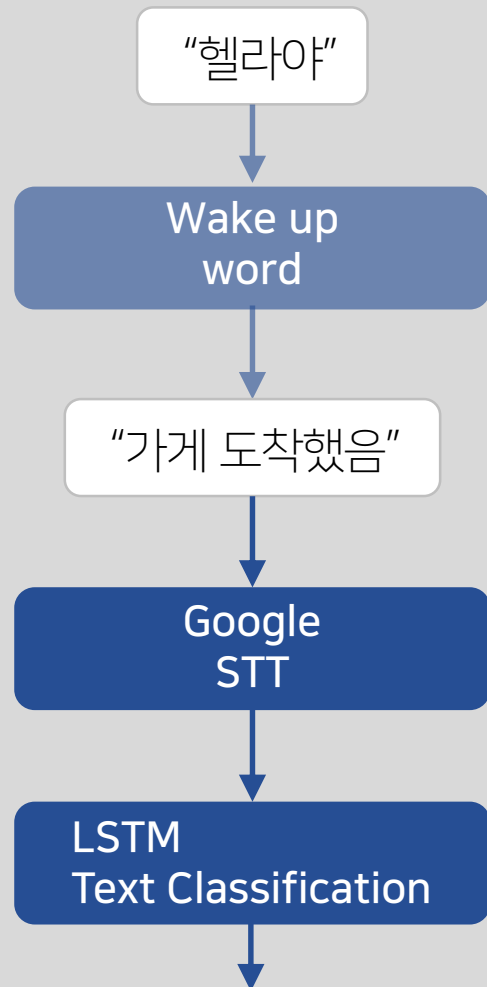 “헬라야”
Wake up
word
“가게 도착했음”
Google
STT
LSTM
Text Classification